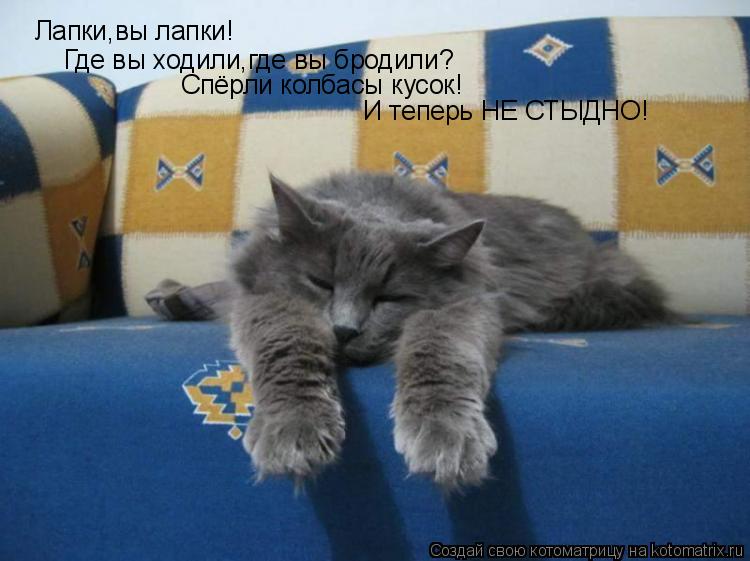 Лапки,вы лапки!
Где вы ходили,где вы бродили?
Спёрли колбасы кусок!
И теперь НЕ СТЫДНО!
Создай свою котоматрицу на kotomatrix.ru